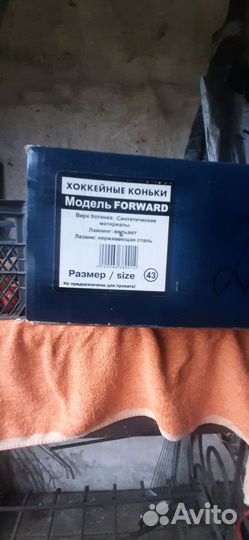 ХОККЕЙНЫЕ КОНЬКИ
Модель FORWARD
Верх ботинка: Синтетические
материалы
Лайнинг: вельвет
Лезвие: нержавеющая сталь
Размер / size 43
Не предназначены для проката!
Avito